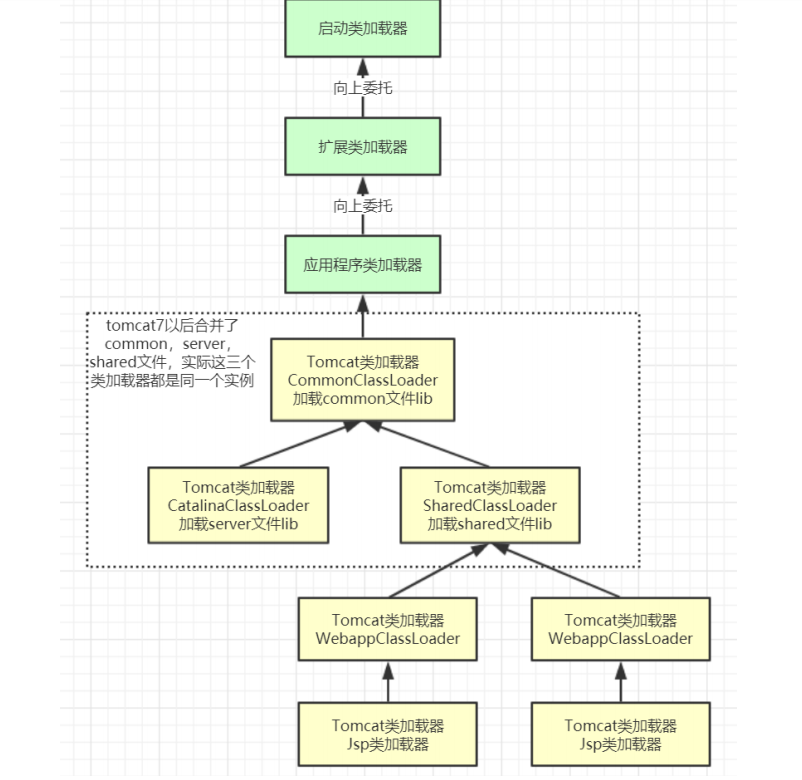 启动类加载器
向上委托
扩展类加载器
向上委托
应用程序类加载器
tomcat7以后合并了
common，server，
shared文件，实际这三个
类加载器都是同一个实例
Tomcat类加载器
CommonClassLoader
加载common文件lib
Tomcat类加载器
CatalinaClassLoader
加载server文件lib
Tomcat类加载器
SharedClassLoader
加载shared文件lib
Tomcat类加载器
WebappClassLoader
Tomcat类加载器
WebappClassLoader
Tomcat类加载器
Jsp类加载器
Tomcat类加载器
Jsp类加载器